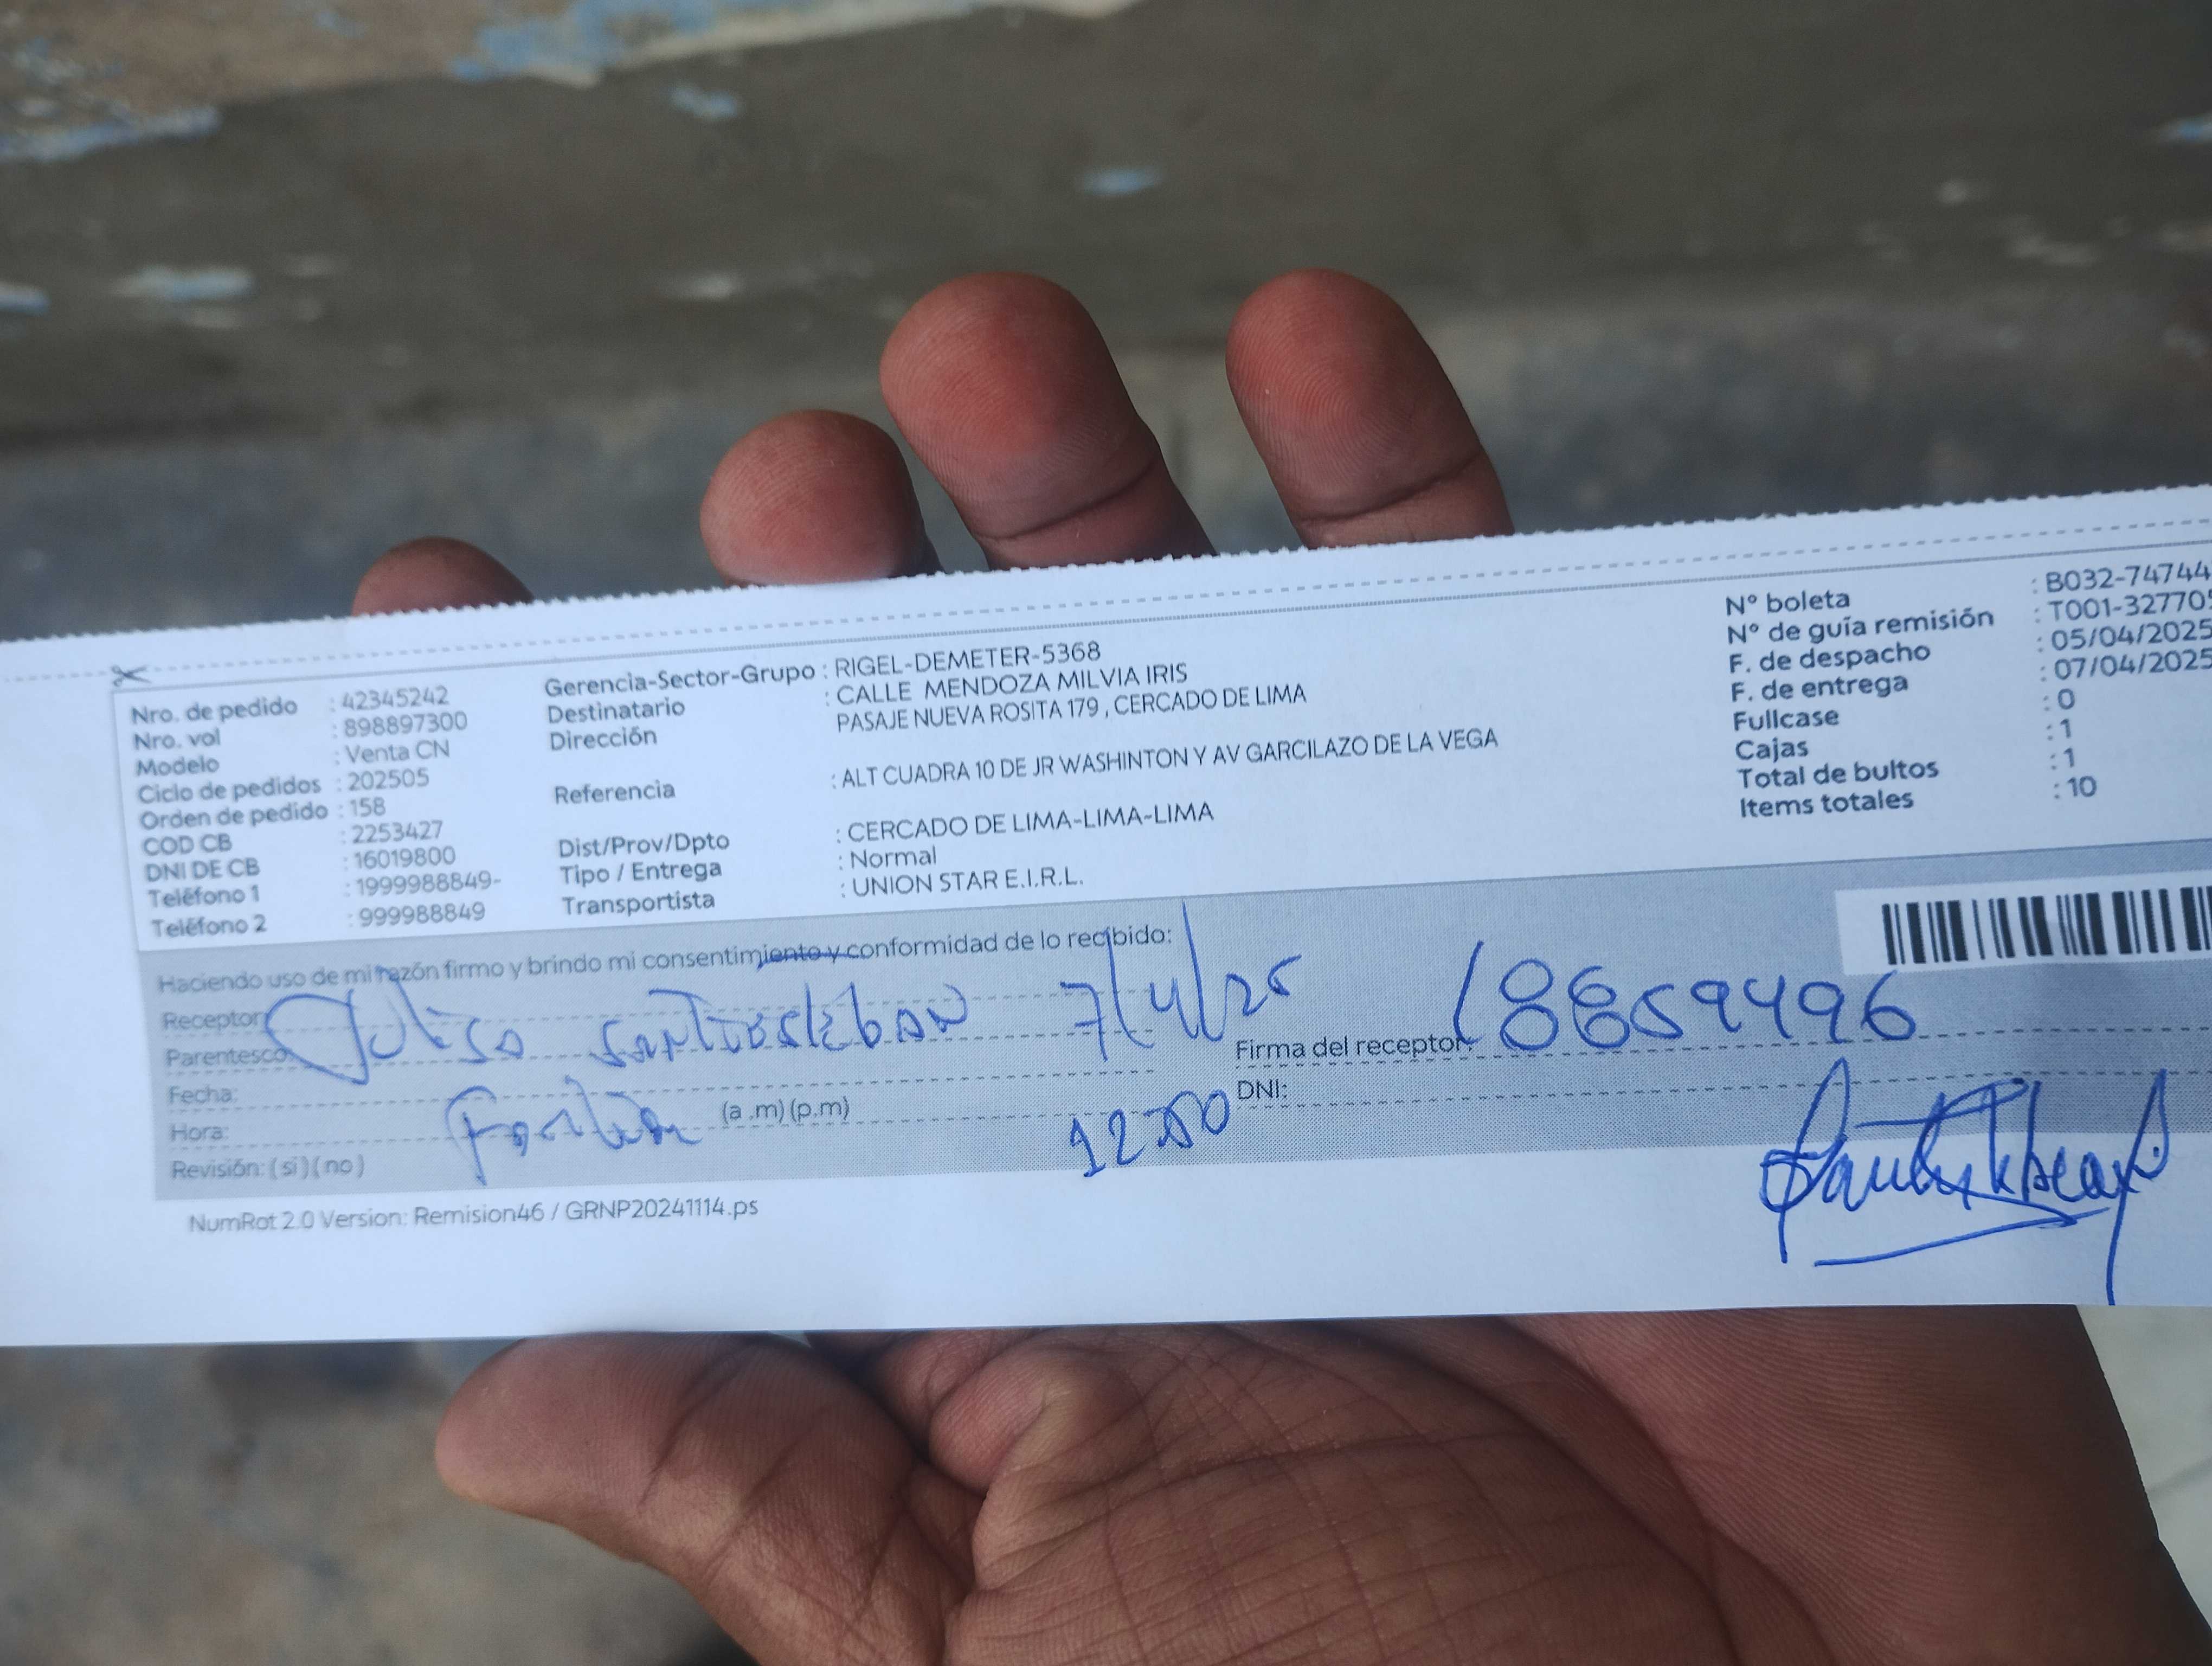 Nro. de pedido : 42345242
Nro. vol : 898897300
Modelo : Venta CN
Ciclo de pedidos : 202505
Orden de pedido : 158
COD CB : 2253427
DNI DE CB : 16019800
Teléfono 1 : 1999988849-
Teléfono 2 : 999988849
Gerencia-Sector-Grupo : RIGEL-DEMETER-5368
Destinatario : CALLE MENDOZA MILVIA IRIS
Dirección PASAJE NUEVA ROSITA 179 , CERCADO DE LIMA
Referencia : ALT CUADRA 10 DE JR WASHINTON Y AV GARCILAZO DE LA VEGA
Dist/Prov/Dpto : CERCADO DE LIMA-LIMA-LIMA
Tipo / Entrega : Normal
Transportista : UNION STAR E.I.R.L.
N° boleta : B032-74744
N° de guía remisión : T001-327705
F. de despacho : 05/04/2025
F. de entrega : 07/04/2025
Fullcase : 0
Cajas : 1
Total de bultos : 1
Items totales : 10
Haciendo uso de mi razón firmo y brindo mi consentimiento y conformidad de lo recibido:
Receptor
Parentesco: 7/4/25
Fecha:
Hora: (a .m) (p.m) 12:50
Revisión: ( si ) ( no )
Firma del receptor: 8859496
DNI:
NumRot 2.0 Version: Remision46 / GRNP20241114.ps